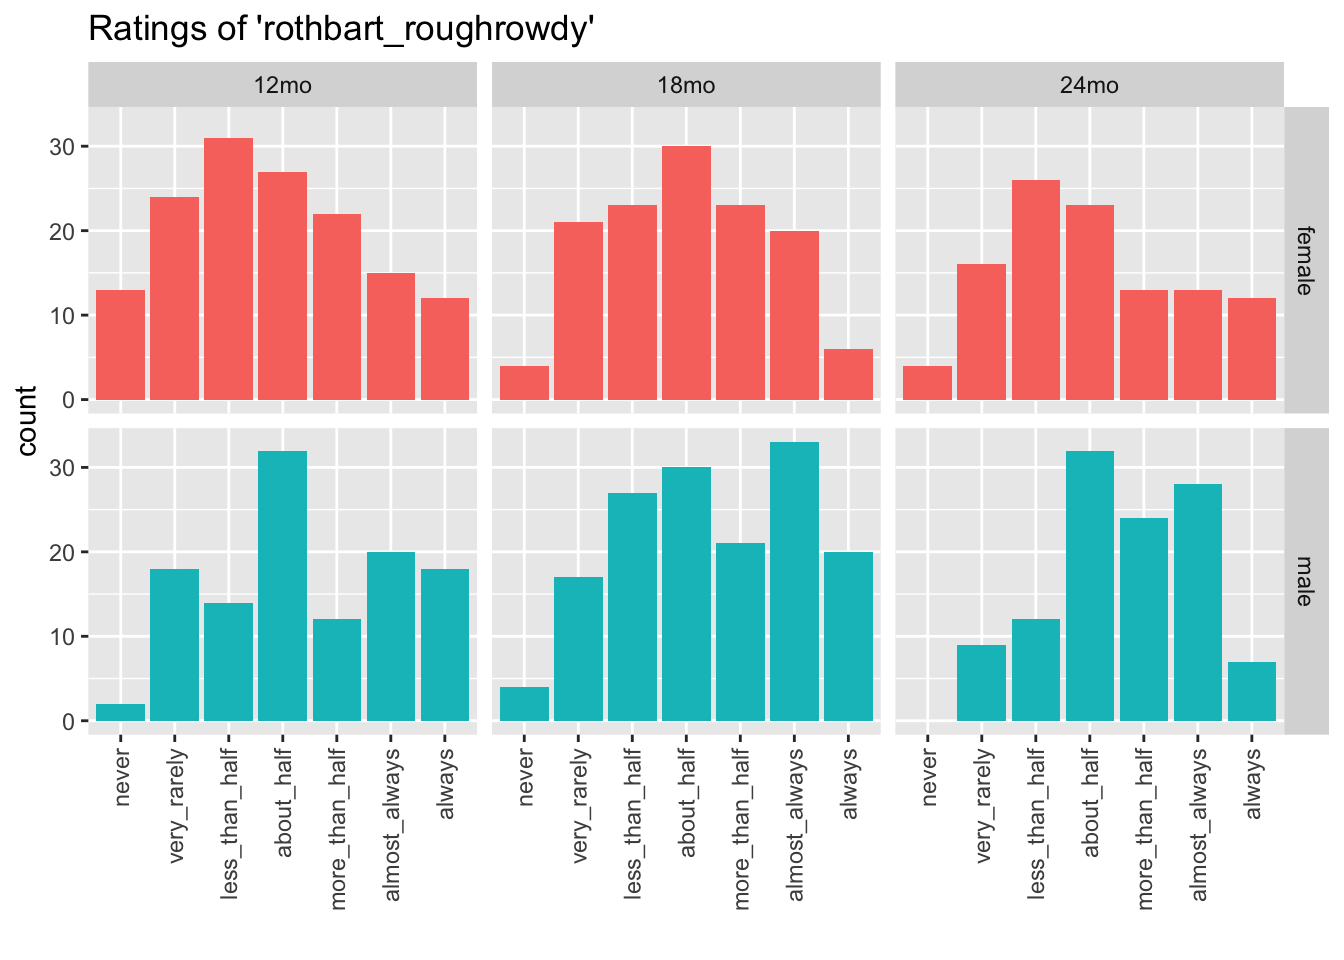 Ratings of 'rothbart_roughrowdy'
12mo
18mo
24mo
30
20
10
0
female
count
30
20
10
0
male
never
very_rarely
less_than_half
about_half
more_than_half
almost_always
always
never
very_rarely
less_than_half
about_half
more_than_half
almost_always
always
never
very_rarely
less_than_half
about_half
more_than_half
almost_always
always